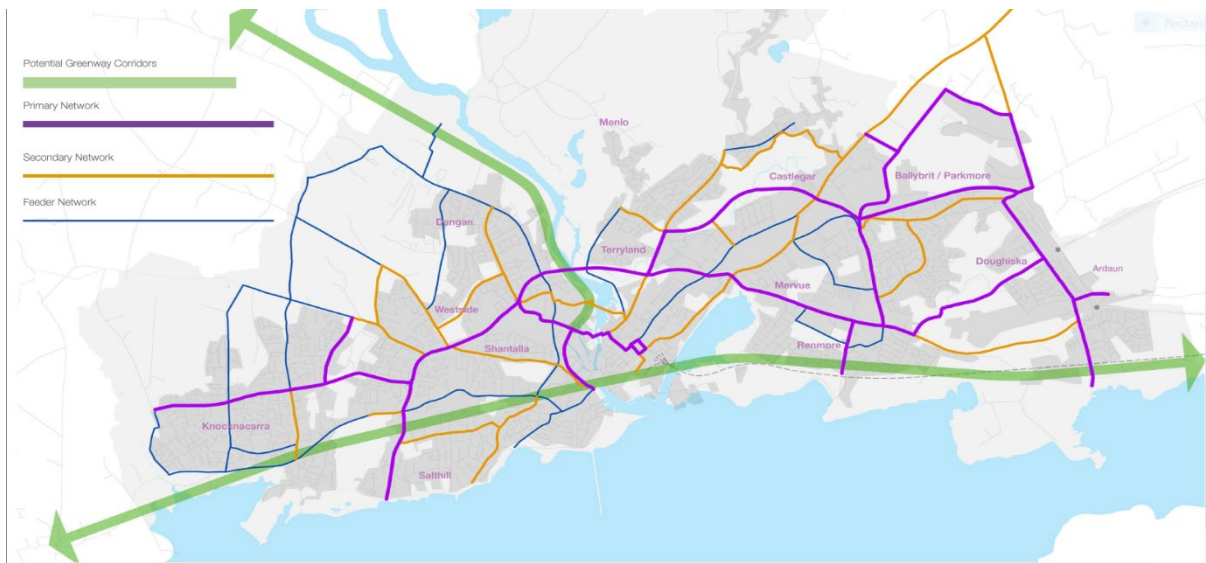 Potential Greenway Corridors
Primary Network
Secondary Network
Feeder Network
Menlo
Castlegar
Ballybrit / Parkmore
Dangan
Terryland
Doughiska
Ardaun
Mervue
Westside
Shantalla
Renmore
Knocknacarra
Salthill